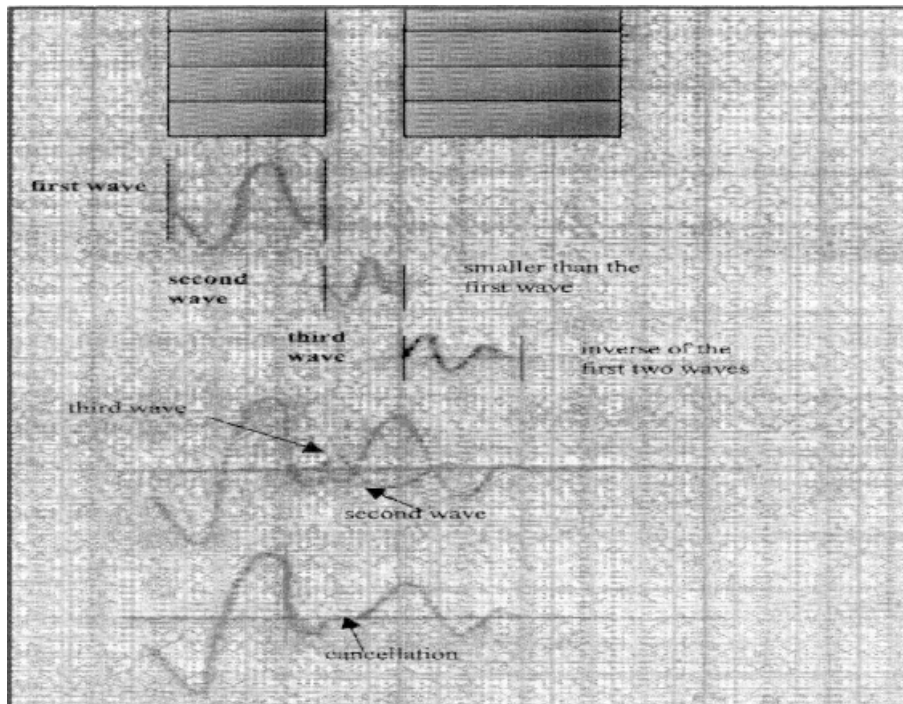 first wave
second
wave
smaller than the
first wave
third
wave
inverse of the
first two waves
third wave
second wave
cancellation